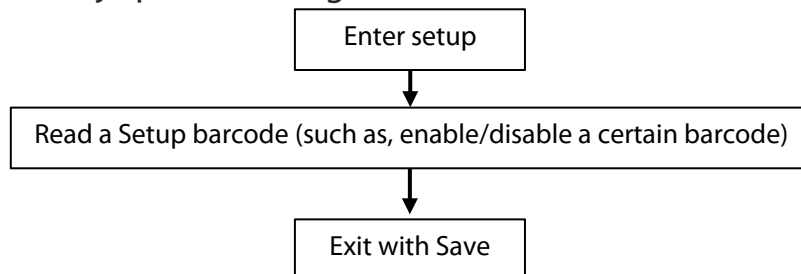 Enter setup
Read a Setup barcode (such as, enable/disable a certain barcode)
Exit with Save